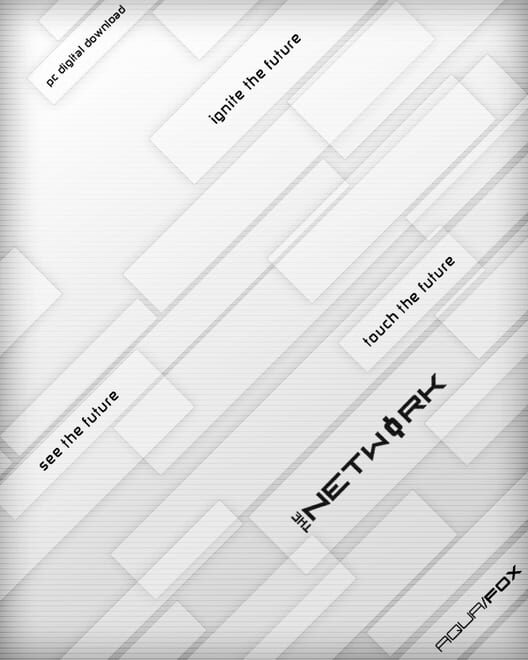 pc digital download
ignite the future
touch the future
see the future
THE
NETWORK
AQUA/FOX